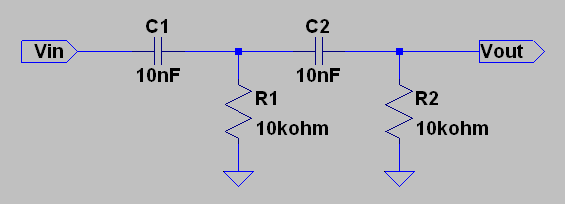 C1 C2
Vin Vout
10nF 10nF
R1 R2
10kohm 10kohm